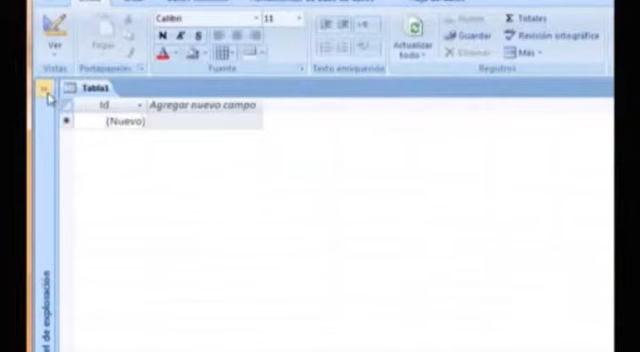 Calibri 11
Σ Totales
Ver
Pegar
N K S
Actualizar todo
Guardar
Revisión ortográfica
Eliminar
Más
Vistas
Portapapeles
Fuente
Texto enriquecido
Registros
Tabla1
Id
Agregar nuevo campo
(Nuevo)
el de exploración